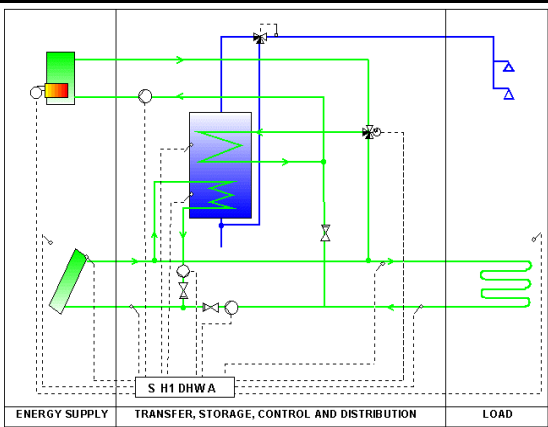 S H1 DHW A
ENERGY SUPPLY
TRANSFER, STORAGE, CONTROL AND DISTRIBUTION
LOAD